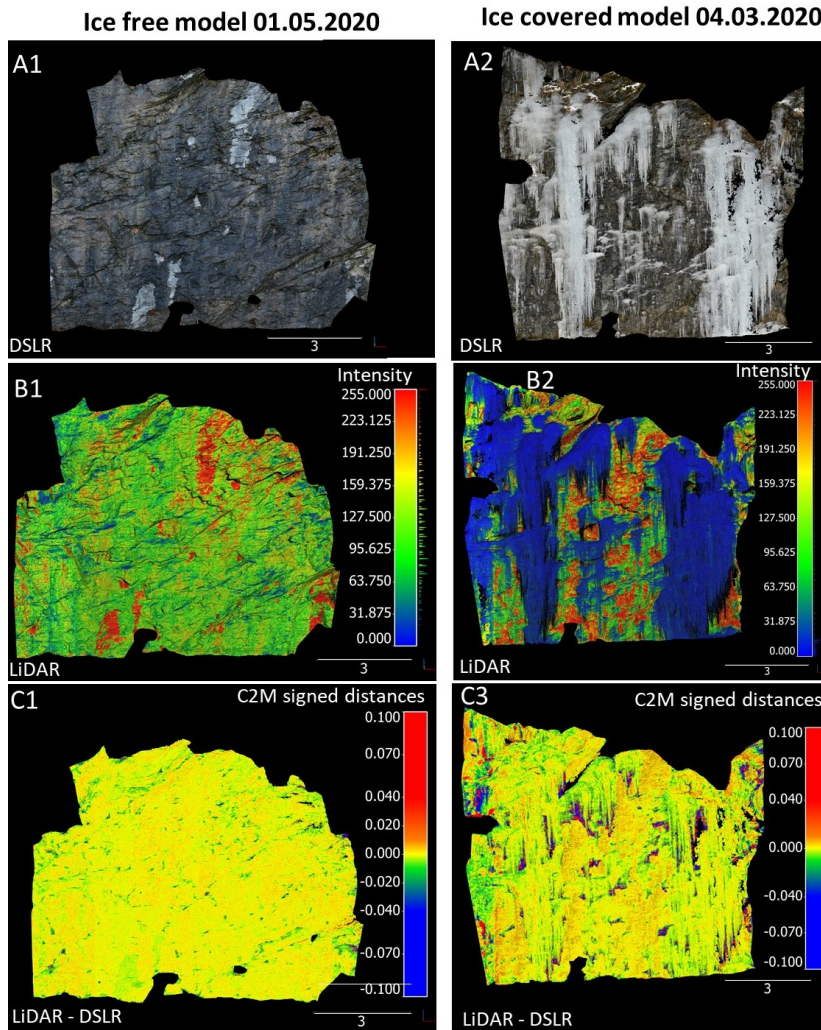 Ice free model 01.05.2020
Ice covered model 04.03.2020
A1
DSLR
3
A2
DSLR
3
B1
Intensity
255.000
223.125
191.250
159.375
127.500
95.625
63.750
31.875
0.000
LiDAR
3
B2
Intensity
255.000
223.125
191.250
159.375
127.500
95.625
63.750
31.875
0.000
LiDAR
3
C1
C2M signed distances
0.100
0.070
0.040
0.020
0.000
-0.020
-0.040
-0.070
-0.100
LiDAR - DSLR
3
C3
C2M signed distances
0.100
0.070
0.040
0.000
-0.040
-0.070
-0.100
LiDAR - DSLR
3